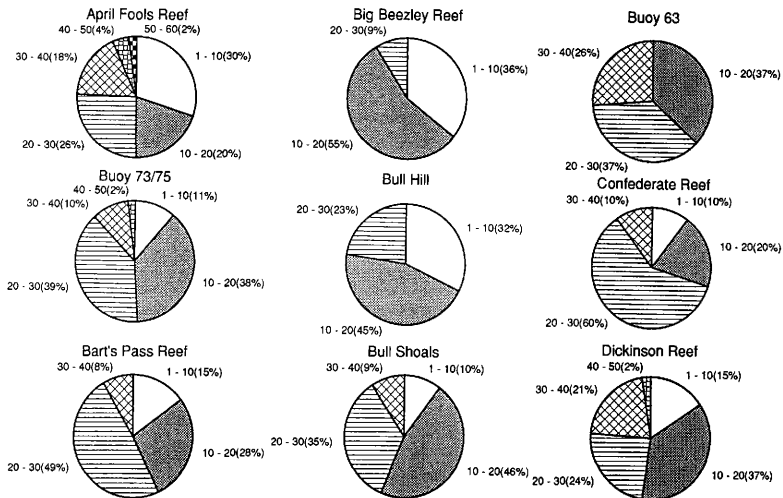 April Fools Reef
40 - 50(4%)
50 - 60(2%)
30 - 40(18%)
1 - 10(30%)
20 - 30(26%)
10 - 20(20%)
Big Beezley Reef
20 - 30(9%)
1 - 10(36%)
10 - 20(55%)
Buoy 63
30 - 40(26%)
10 - 20(37%)
20 - 30(37%)
Buoy 73/75
40 - 50(2%)
30 - 40(10%)
1 - 10(11%)
20 - 30(39%)
10 - 20(38%)
Bull Hill
20 - 30(23%)
1 - 10(32%)
10 - 20(45%)
Confederate Reef
30 - 40(10%)
1 - 10(10%)
10 - 20(20%)
20 - 30(60%)
Bart's Pass Reef
30 - 40(8%)
1 - 10(15%)
20 - 30(49%)
10 - 20(28%)
Bull Shoals
30 - 40(9%)
1 - 10(10%)
20 - 30(35%)
10 - 20(46%)
Dickinson Reef
40 - 50(2%)
1 - 10(15%)
30 - 40(21%)
20 - 30(24%)
10 - 20(37%)